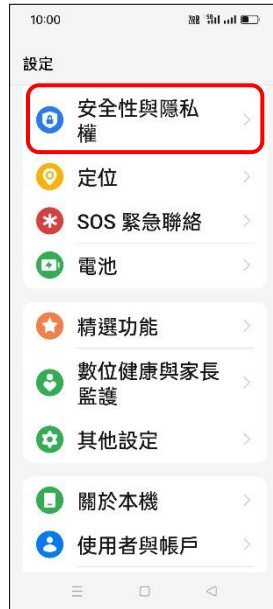 10:00
設定
安全性與隱私
權
定位
SOS 緊急聯絡
電池
精選功能
數位健康與家長
監護
其他設定
關於本機
使用者與帳戶